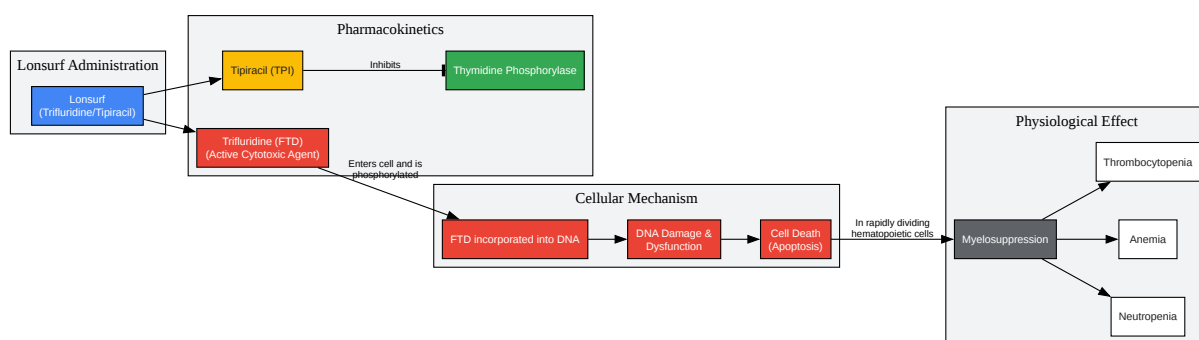 Lonsurf Administration
Lonsurf
(Trifluridine/Tipiracil)
Pharmacokinetics
Tipiracil (TPI)
Inhibits
Thymidine Phosphorylase
Trifluridine (FTD)
(Active Cytotoxic Agent)
Enters cell and is
phosphorylated
Cellular Mechanism
FTD incorporated into DNA
DNA Damage &
Dysfunction
Cell Death
(Apoptosis)
In rapidly dividing
hematopoietic cells
Physiological Effect
Myelosuppression
Thrombocytopenia
Anemia
Neutropenia